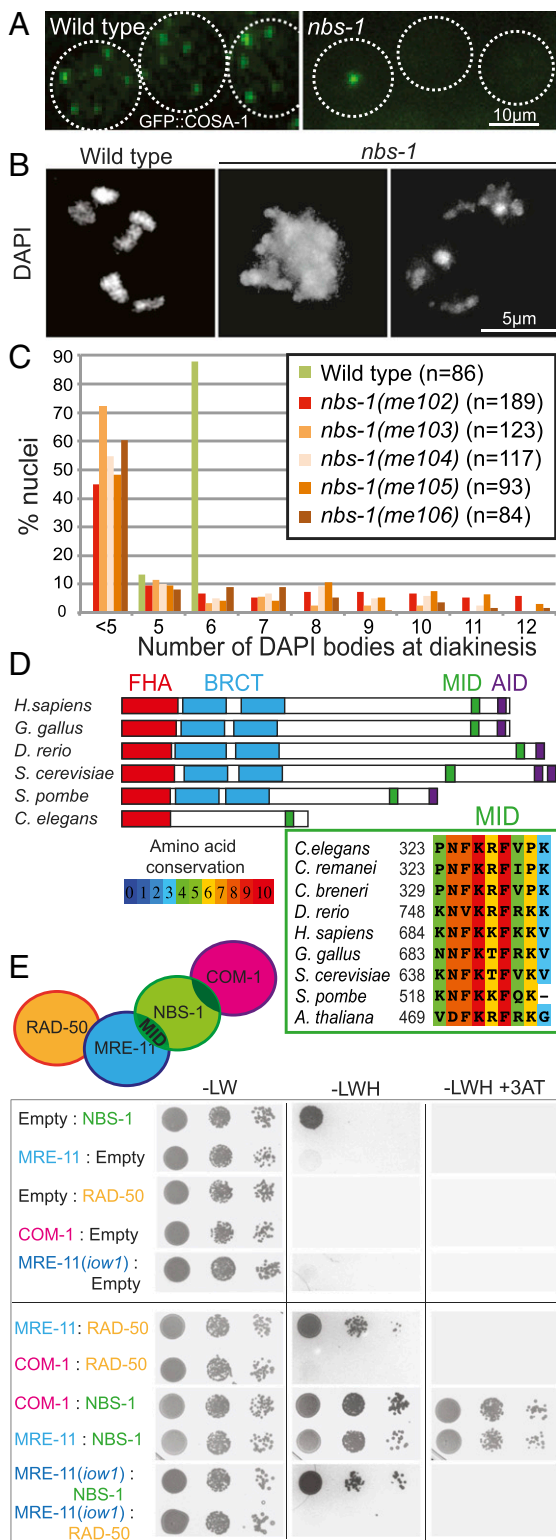 A
Wild type
nbs-1
GFP::COSA-1
10μm
B
Wild type
nbs-1
DAPI
5μm
C
90
80
70
60
50
40
30
20
10
0
% nuclei
Wild type (n=86)
nbs-1(me102) (n=189)
nbs-1(me103) (n=123)
nbs-1(me104) (n=117)
nbs-1(me105) (n=93)
nbs-1(me106) (n=84)
<5 5 6 7 8 9 10 11 12
Number of DAPI bodies at diakinesis
D
FHA BRCT MID AID
H.sapiens
G. gallus
D. rerio
S. cerevisiae
S. pombe
C. elegans
Amino acid
conservation
0 1 2 3 4 5 6 7 8 9 10
MID
C.elegans 323 PNFKRFVPK
C. remanei 323 PNFKRFIPK
C. breneri 329 PNFKRFVPK
D. rerio 748 KNVKRFRKK
H. sapiens 684 KNFKKFKKV
G. gallus 683 NNFKTFRKK
S. cerevisiae 638 KNFKTFVKV
S. pombe 518 KNFKKFQK–
A. thaliana 469 VDFKRFRKG
E
RAD-50
MRE-11
MID
NBS-1
COM-1
-LW -LWH -LWH +3AT
Empty : NBS-1
MRE-11 : Empty
Empty : RAD-50
COM-1 : Empty
MRE-11(iow1) :
Empty
MRE-11: RAD-50
COM-1 : RAD-50
COM-1 : NBS-1
MRE-11 : NBS-1
MRE-11(iow1) :
NBS-1
MRE-11(iow1) :
RAD-50